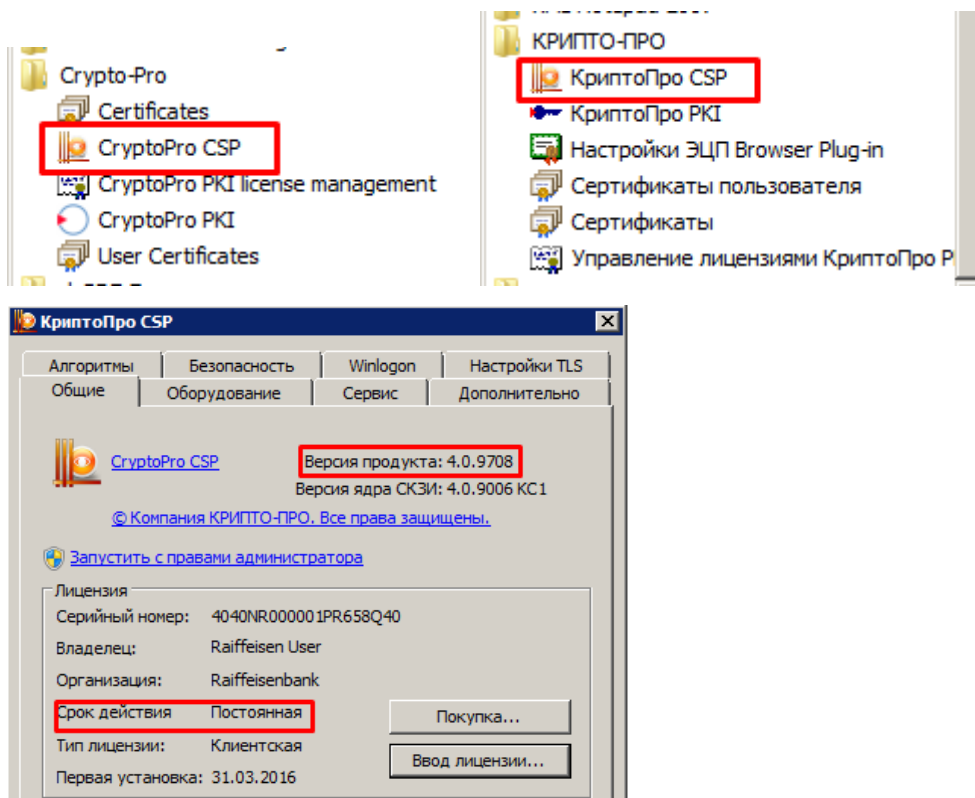 Crypto-Pro
Certificates
CryptoPro CSP
CryptoPro PKI license management
CryptoPro PKI
User Certificates
КРИПТО-ПРО
КриптоПро CSP
КриптоПро PKI
Настройки ЭЦП Browser Plug-in
Сертификаты пользователя
Сертификаты
Управление лицензиями КриптоПро
КриптоПро CSP
Алгоритмы Безопасность Winlogon Настройки TLS
Общие Оборудование Сервис Дополнительно
CryptoPro CSP Версия продукта: 4.0.9708
Версия ядра СКЗИ: 4.0.9006 КС1
© Компания КРИПТО-ПРО. Все права защищены.
Запустить с правами администратора
Лицензия
Серийный номер: 4040NR000001PR658Q40
Владелец: Raiffeisen User
Организация: Raiffeisenbank
Срок действия Постоянная
Покупка...
Тип лицензии: Клиентская
Ввод лицензии...
Первая установка: 31.03.2016